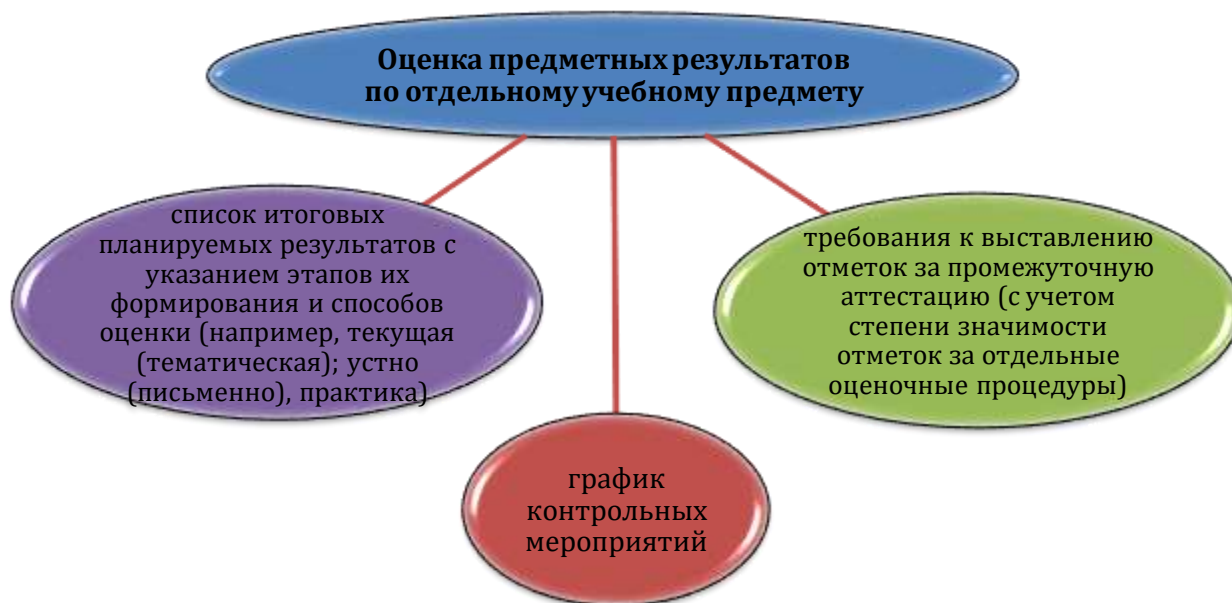 Оценка предметных результатов
по отдельному учебному предмету
список итоговых
планируемых результатов с
указанием этапов их
формирования и способов
оценки (например, текущая
(тематическая); устно
(письменно), практика)
требования к выставлению
отметок за промежуточную
аттестацию (с учетом
степени значимости
отметок за отдельные
оценочные процедуры)
график
контрольных
мероприятий